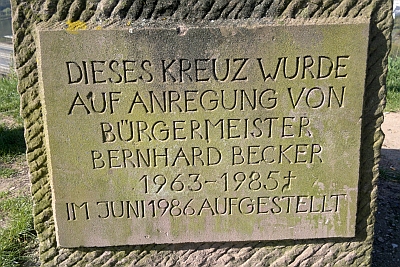 DIESES KREUZ WURDE
AUF ANREGUNG VON
BÜRGERMEISTER
BERNHARD BECKER
1963-1985†
IM JUNI 1986 AUFGESTELLT